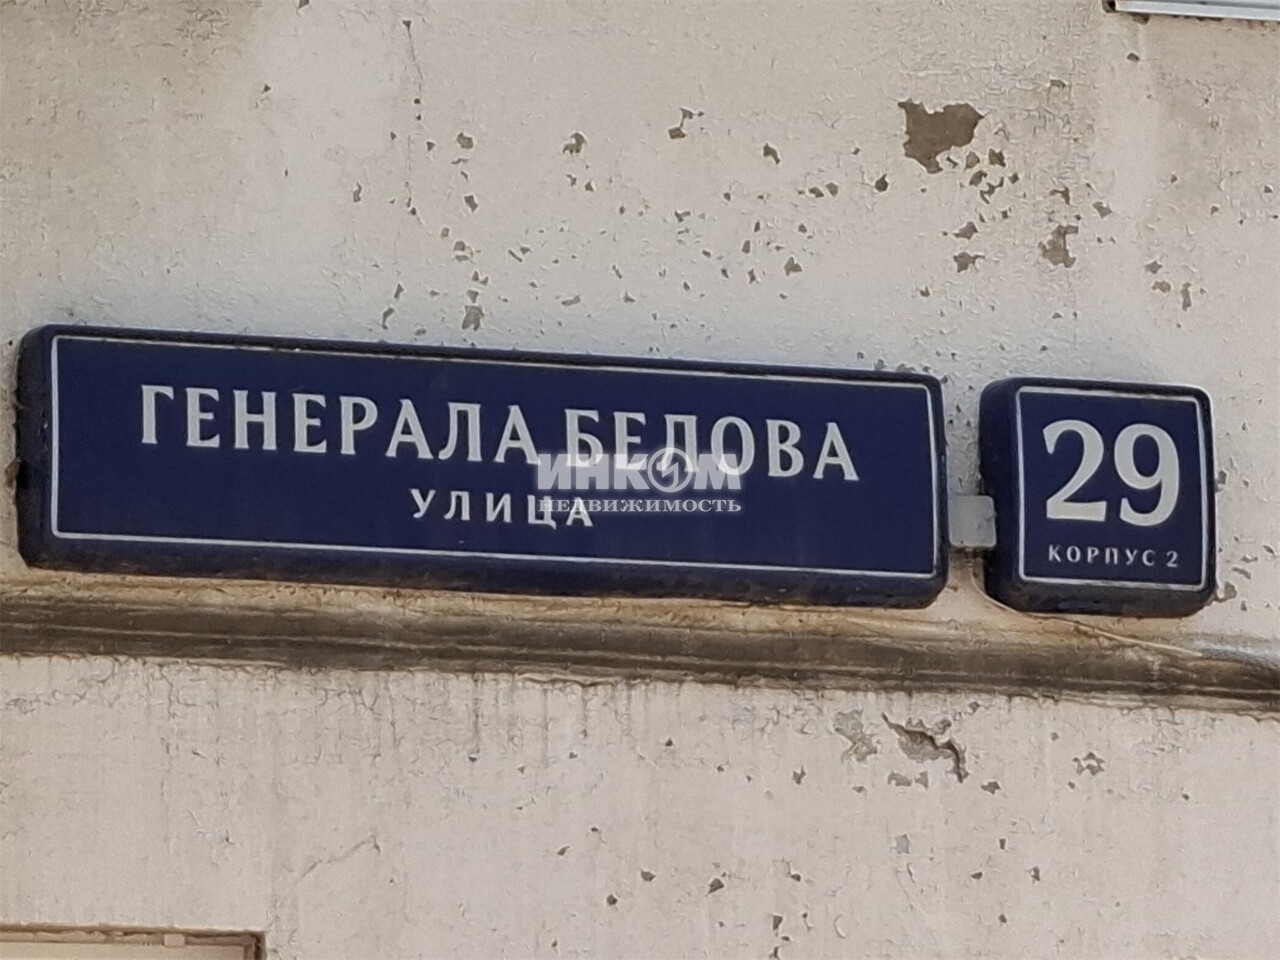 ГЕНЕРАЛА БЕЛОВА
УЛИЦА
29
КОРПУС 2
ИНКОМ
НЕДВИЖИМОСТЬ